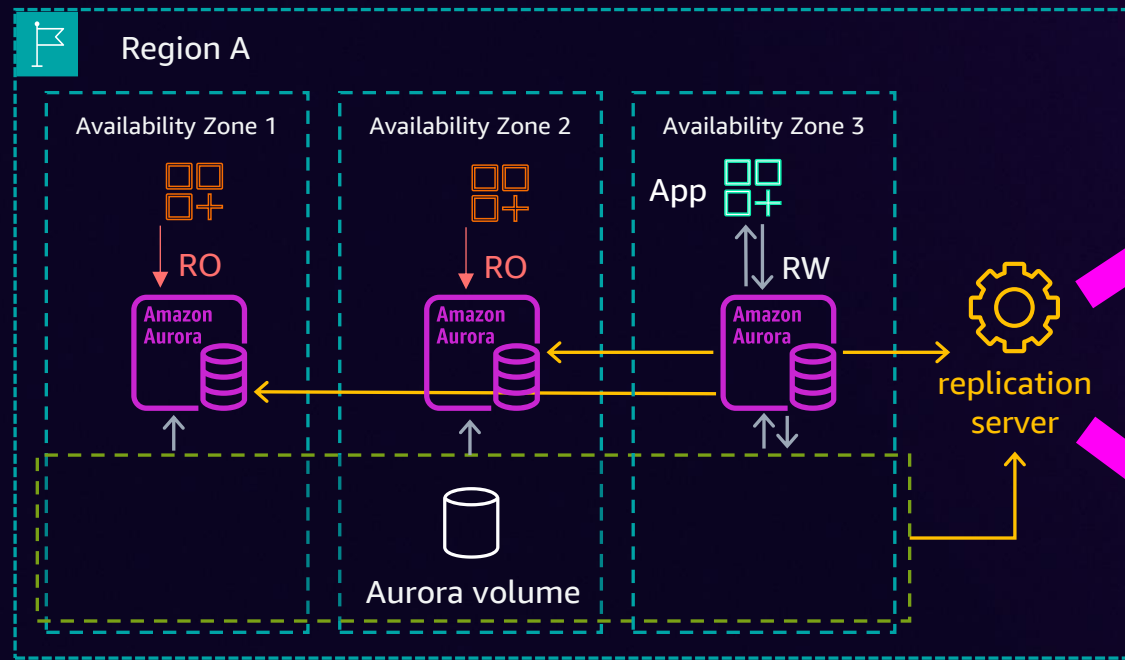 Region A
Availability Zone 1
Availability Zone 2
Availability Zone 3
App
RO
RO
RW
Amazon
Aurora
Amazon
Aurora
Amazon
Aurora
replication
server
Aurora volume